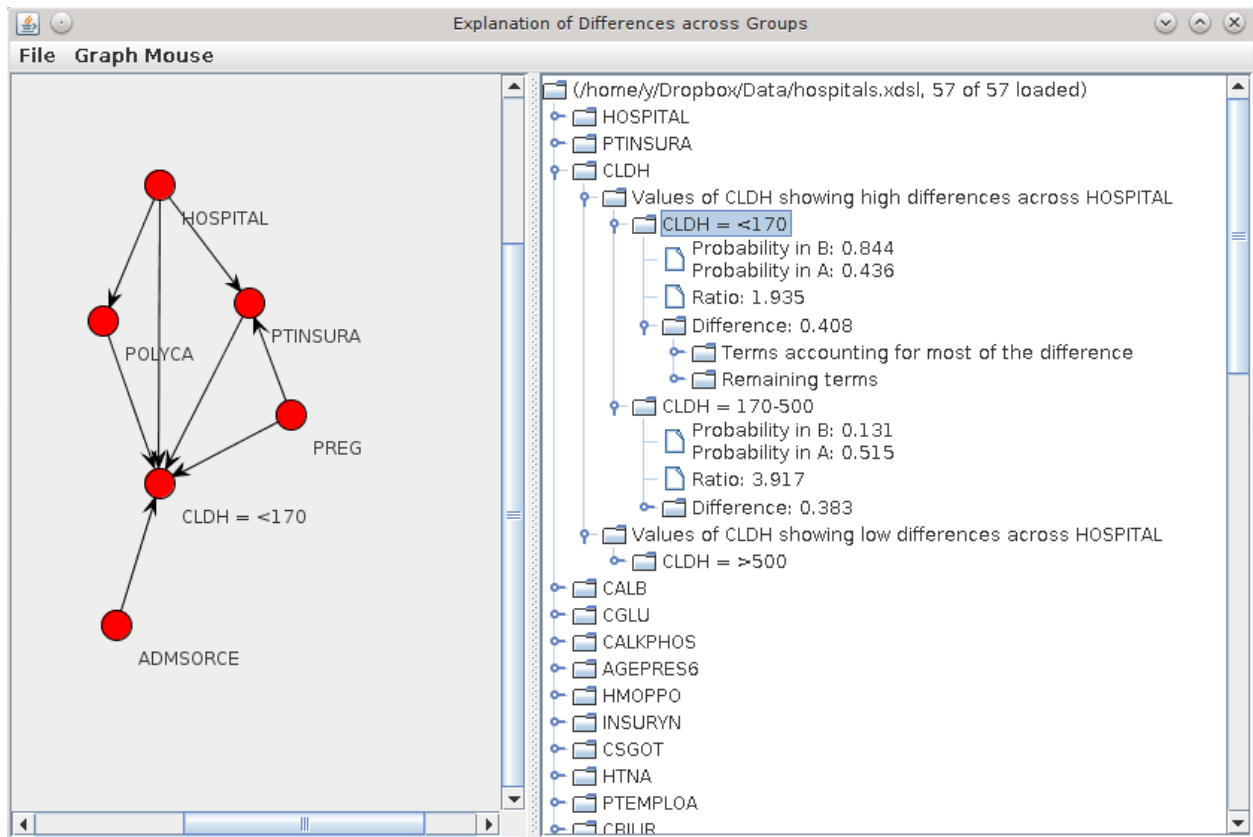 Explanation of Differences across Groups
File Graph Mouse
HOSPITAL
POLYCA
PTINSURA
PREG
CLDH = <170
ADMSORCE
(/home/y/Dropbox/Data/hospitals.xdsl, 57 of 57 loaded)
HOSPITAL
PTINSURA
CLDH
Values of CLDH showing high differences across HOSPITAL
CLDH = <170
Probability in B: 0.844
Probability in A: 0.436
Ratio: 1.935
Difference: 0.408
Terms accounting for most of the difference
Remaining terms
CLDH = 170-500
Probability in B: 0.131
Probability in A: 0.515
Ratio: 3.917
Difference: 0.383
Values of CLDH showing low differences across HOSPITAL
CLDH = >500
CALB
CGLU
CALKPHOS
AGEPRES6
HMOPPO
INSURYN
CSGOT
HTNA
PTEMPLOA